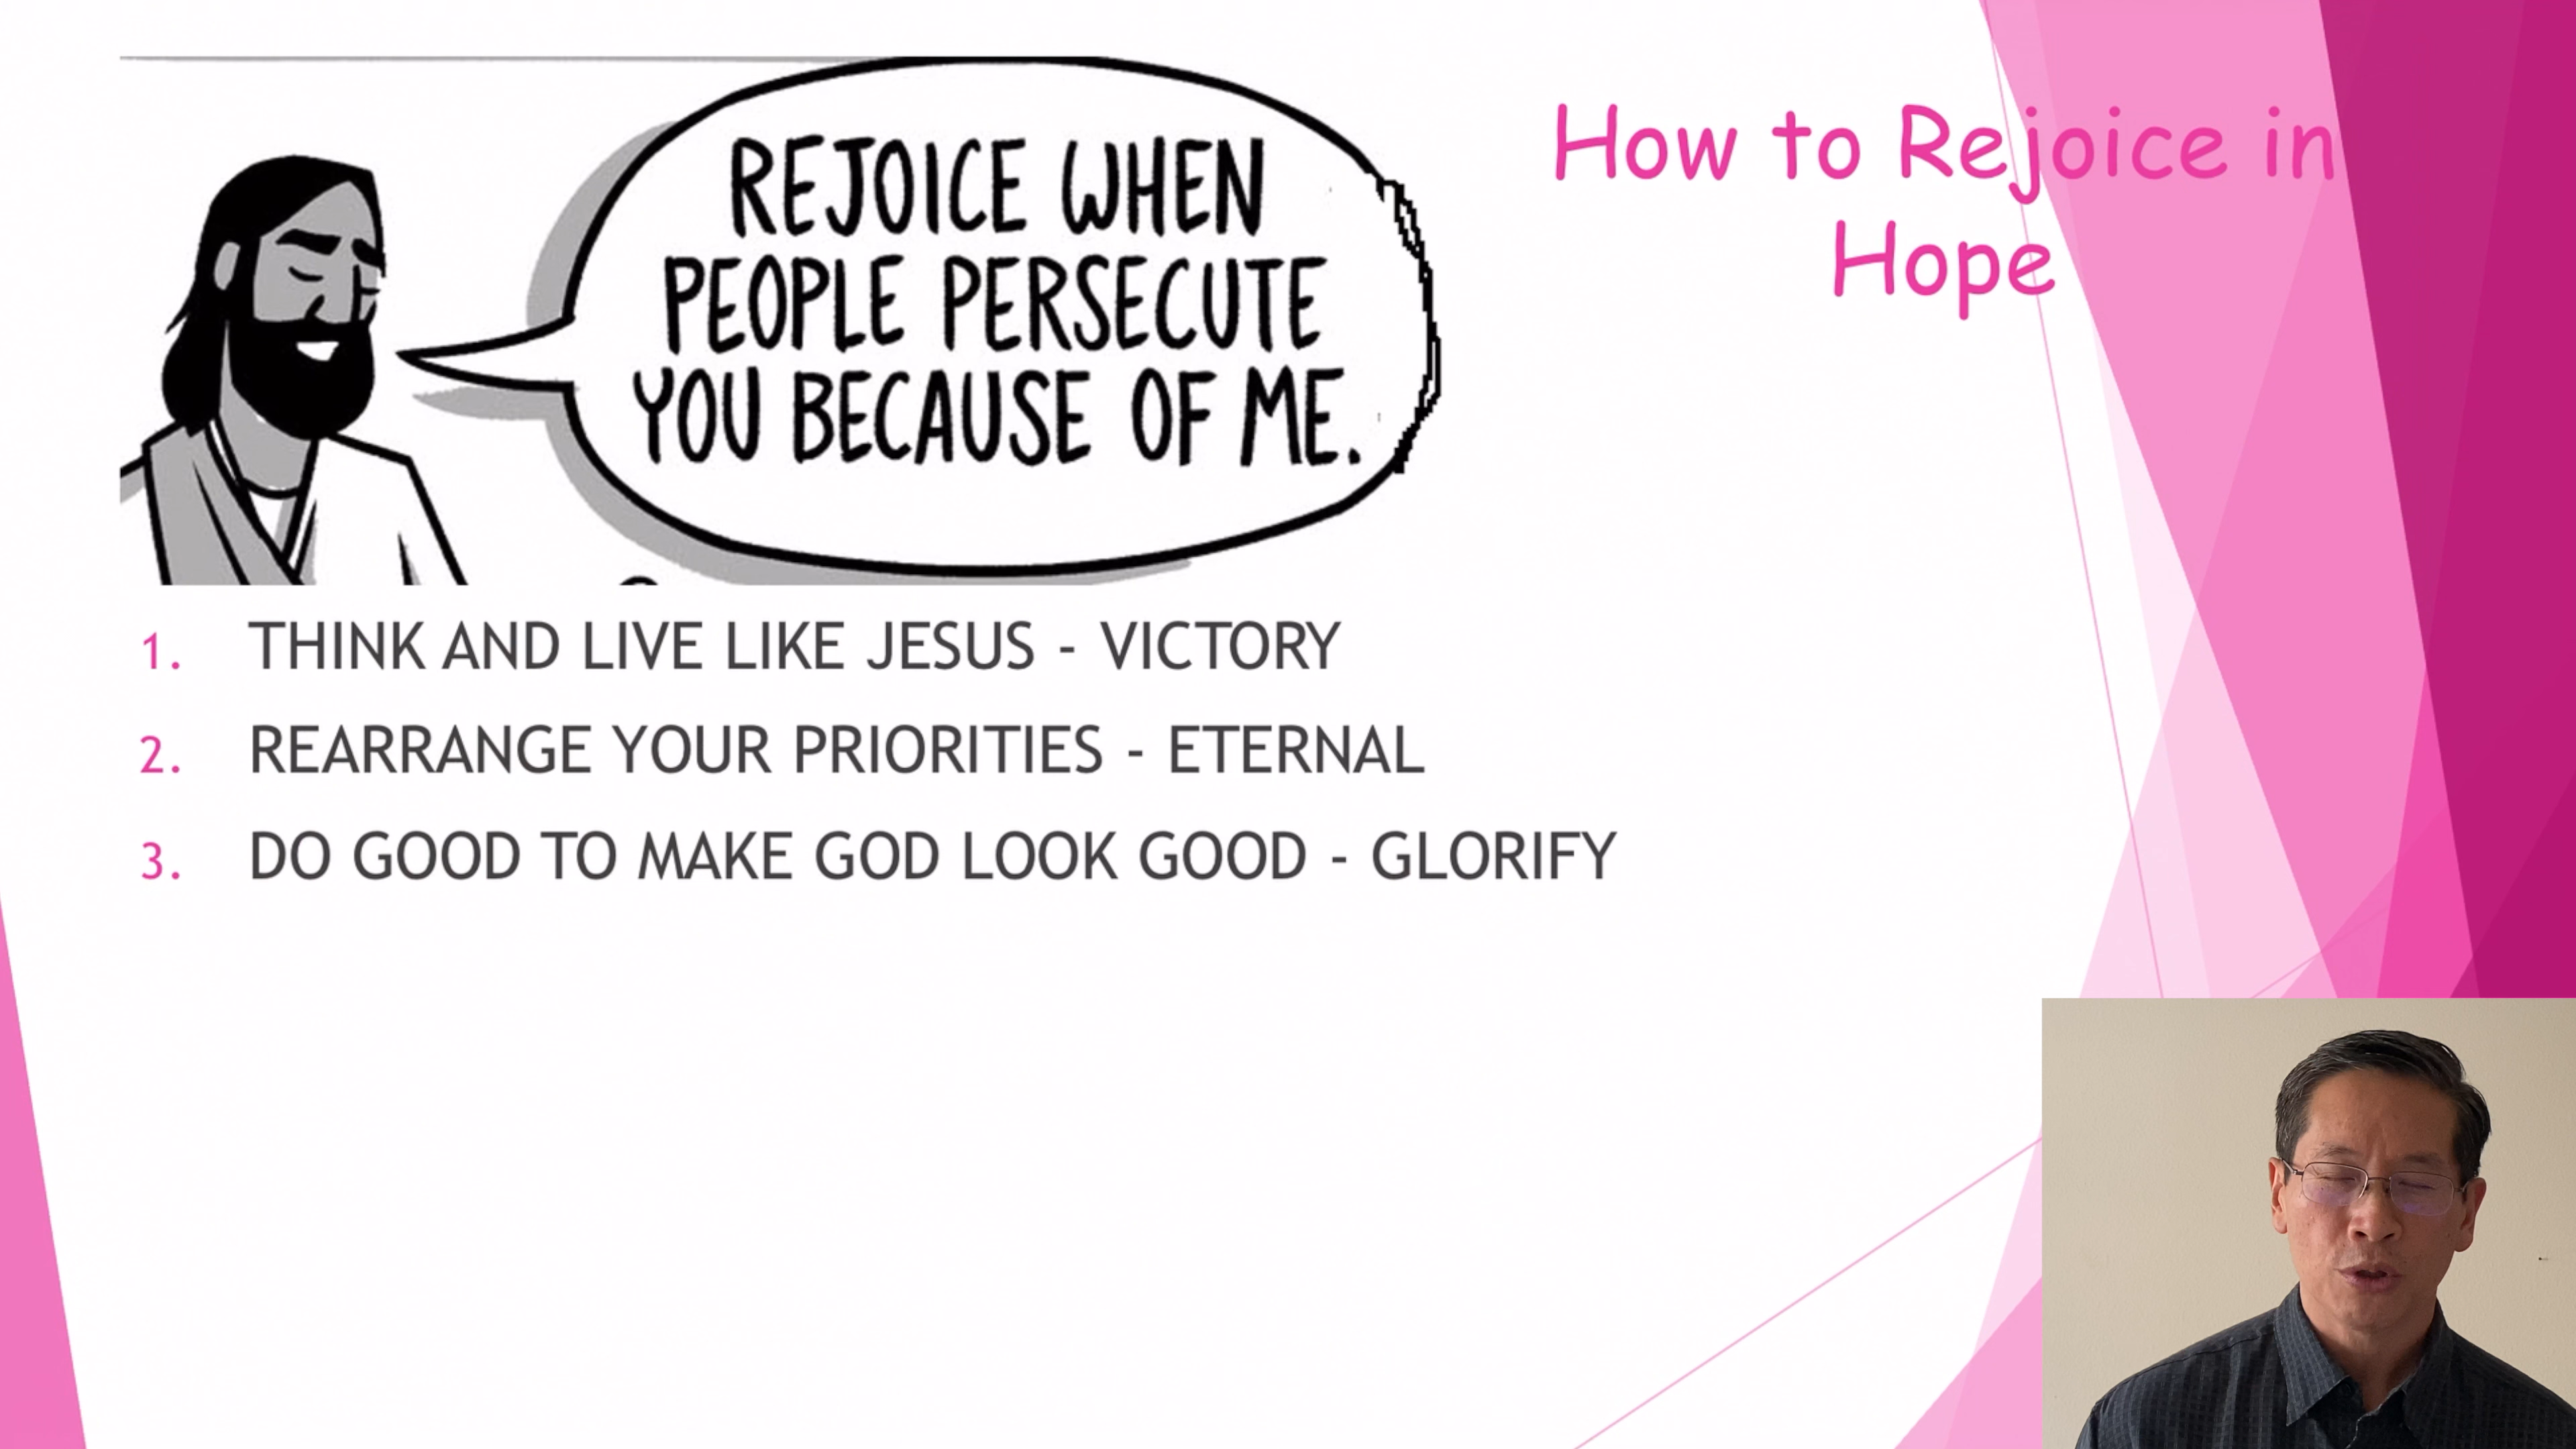 How to Rejoice in
Hope
REJOICE WHEN
PEOPLE PERSECUTE
YOU BECAUSE OF ME.
1. THINK AND LIVE LIKE JESUS - VICTORY
2. REARRANGE YOUR PRIORITIES - ETERNAL
3. DO GOOD TO MAKE GOD LOOK GOOD - GLORIFY